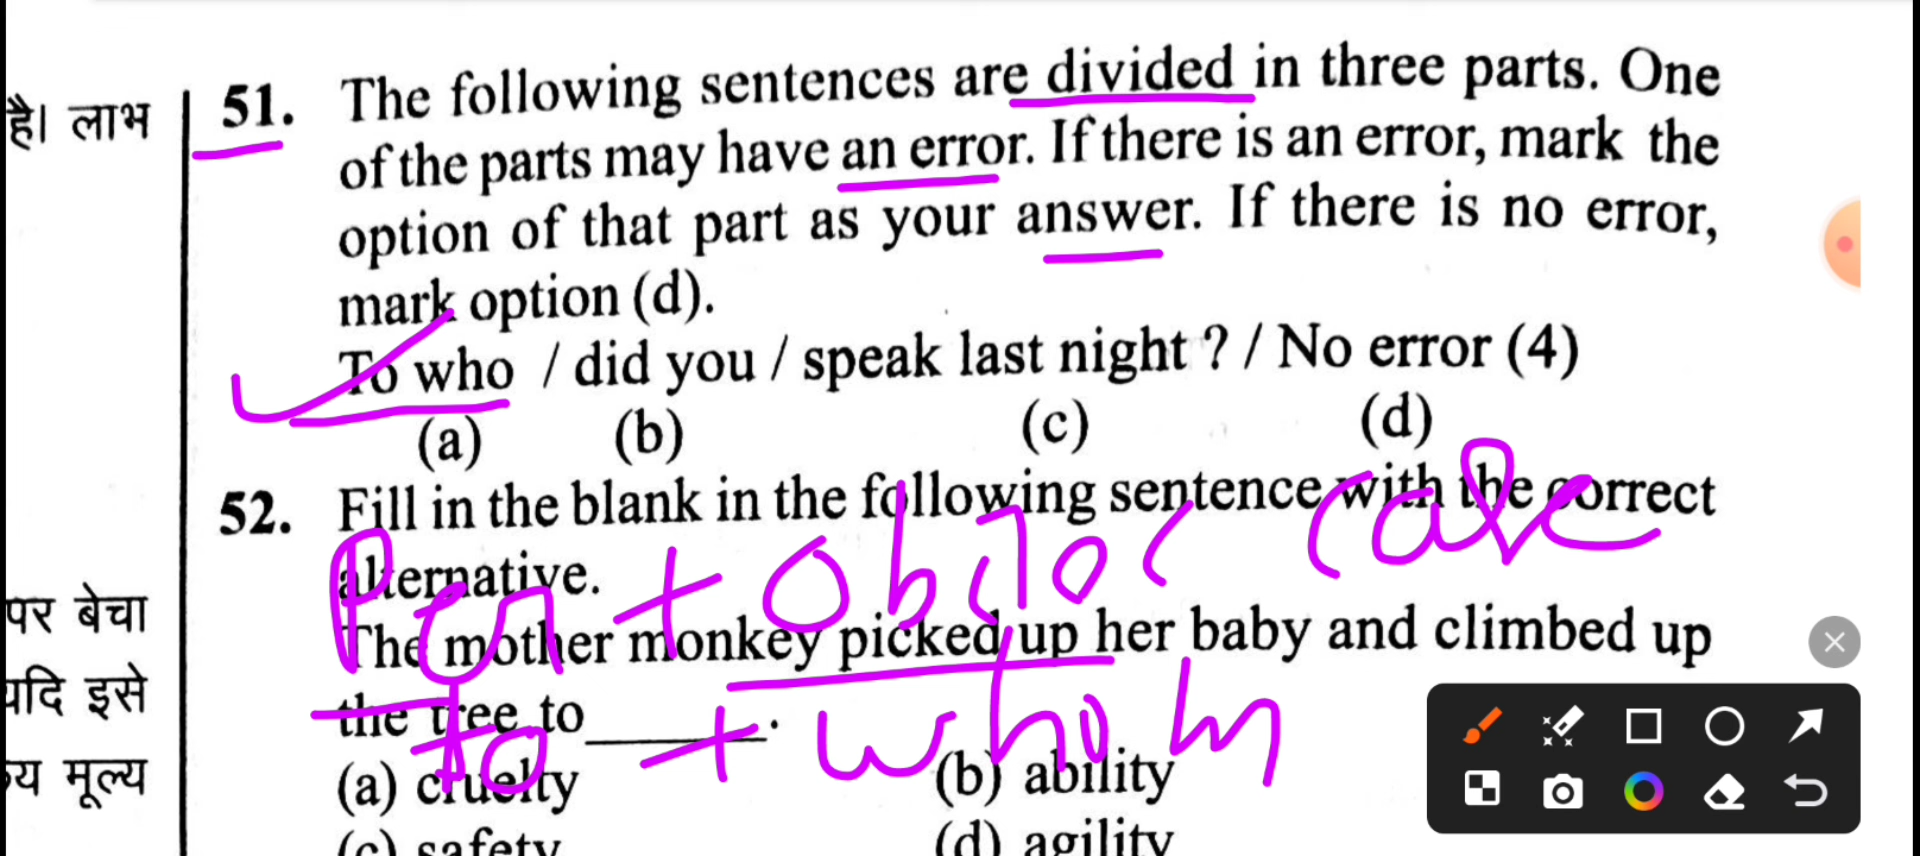 है। लाभ
51. The following sentences are divided in three parts. One
of the parts may have an error. If there is an error, mark the
option of that part as your answer. If there is no error,
mark option (d).
To who / did you / speak last night ? / No error (4)
(a) (b) (c) (d)
52. Fill in the blank in the following sentence with the correct
alternative.
case
पर बेचा
The mother monkey picked up her baby and climbed up
यदि इसे
the tree to ______.
to + whom
मूल्य
(a) cruelty (b) ability
(c) safety (d) agility